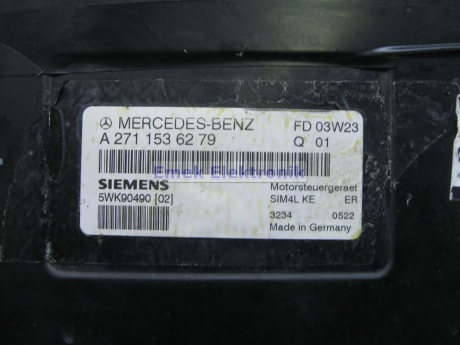 MERCEDES-BENZ FD 03W23
A 271 153 62 79 Q 01
Emek Elektronik
SIEMENS Motorsteuergeraet
5WK90490 [02] SIM4L KE ER
3234 0522
Made in Germany